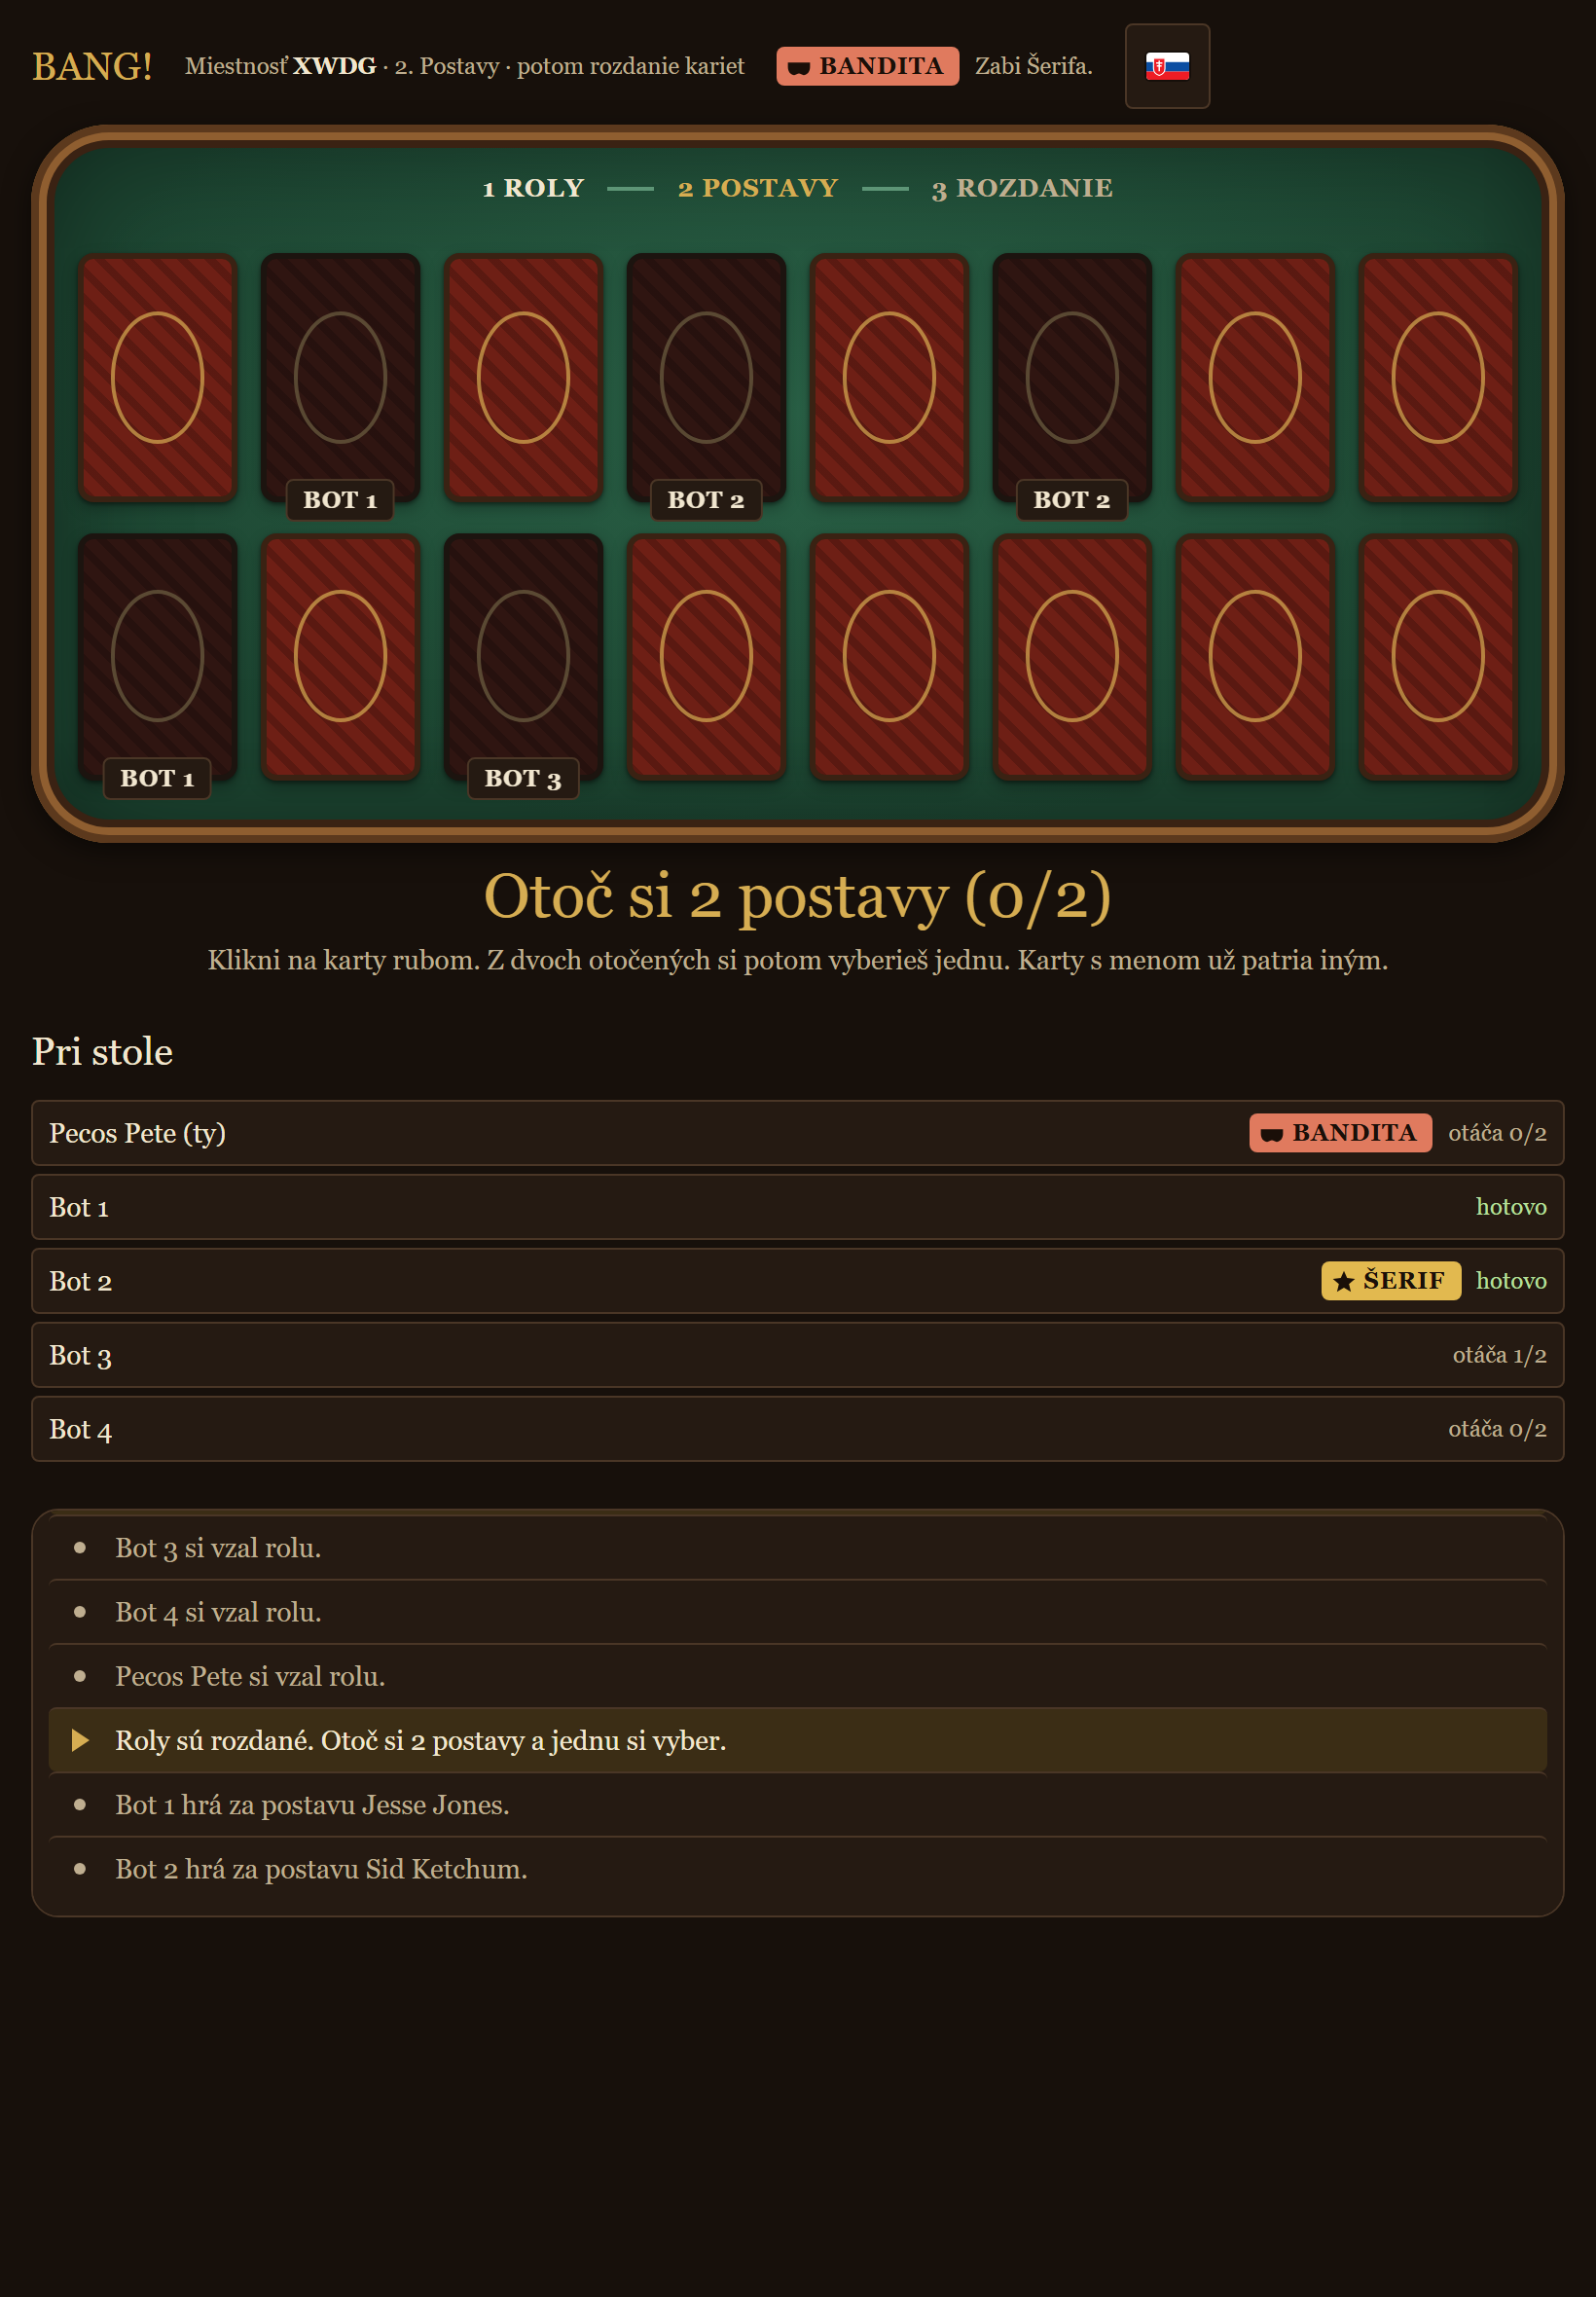 BANG!
Miestnosť XWDG · 2. Postavy · potom rozdanie kariet
BANDITA
Zabi Šerifa.
1 ROLY
2 POSTAVY
3 ROZDANIE
BOT 1
BOT 2
BOT 2
BOT 1
BOT 3
Otoč si 2 postavy (0/2)
Klikni na karty rubom. Z dvoch otočených si potom vyberieš jednu. Karty s menom už patria iným.
Pri stole
Pecos Pete (ty)
BANDITA
otáča 0/2
Bot 1
hotovo
Bot 2
ŠERIF
hotovo
Bot 3
otáča 1/2
Bot 4
otáča 0/2
Bot 3 si vzal rolu.
Bot 4 si vzal rolu.
Pecos Pete si vzal rolu.
Roly sú rozdané. Otoč si 2 postavy a jednu si vyber.
Bot 1 hrá za postavu Jesse Jones.
Bot 2 hrá za postavu Sid Ketchum.